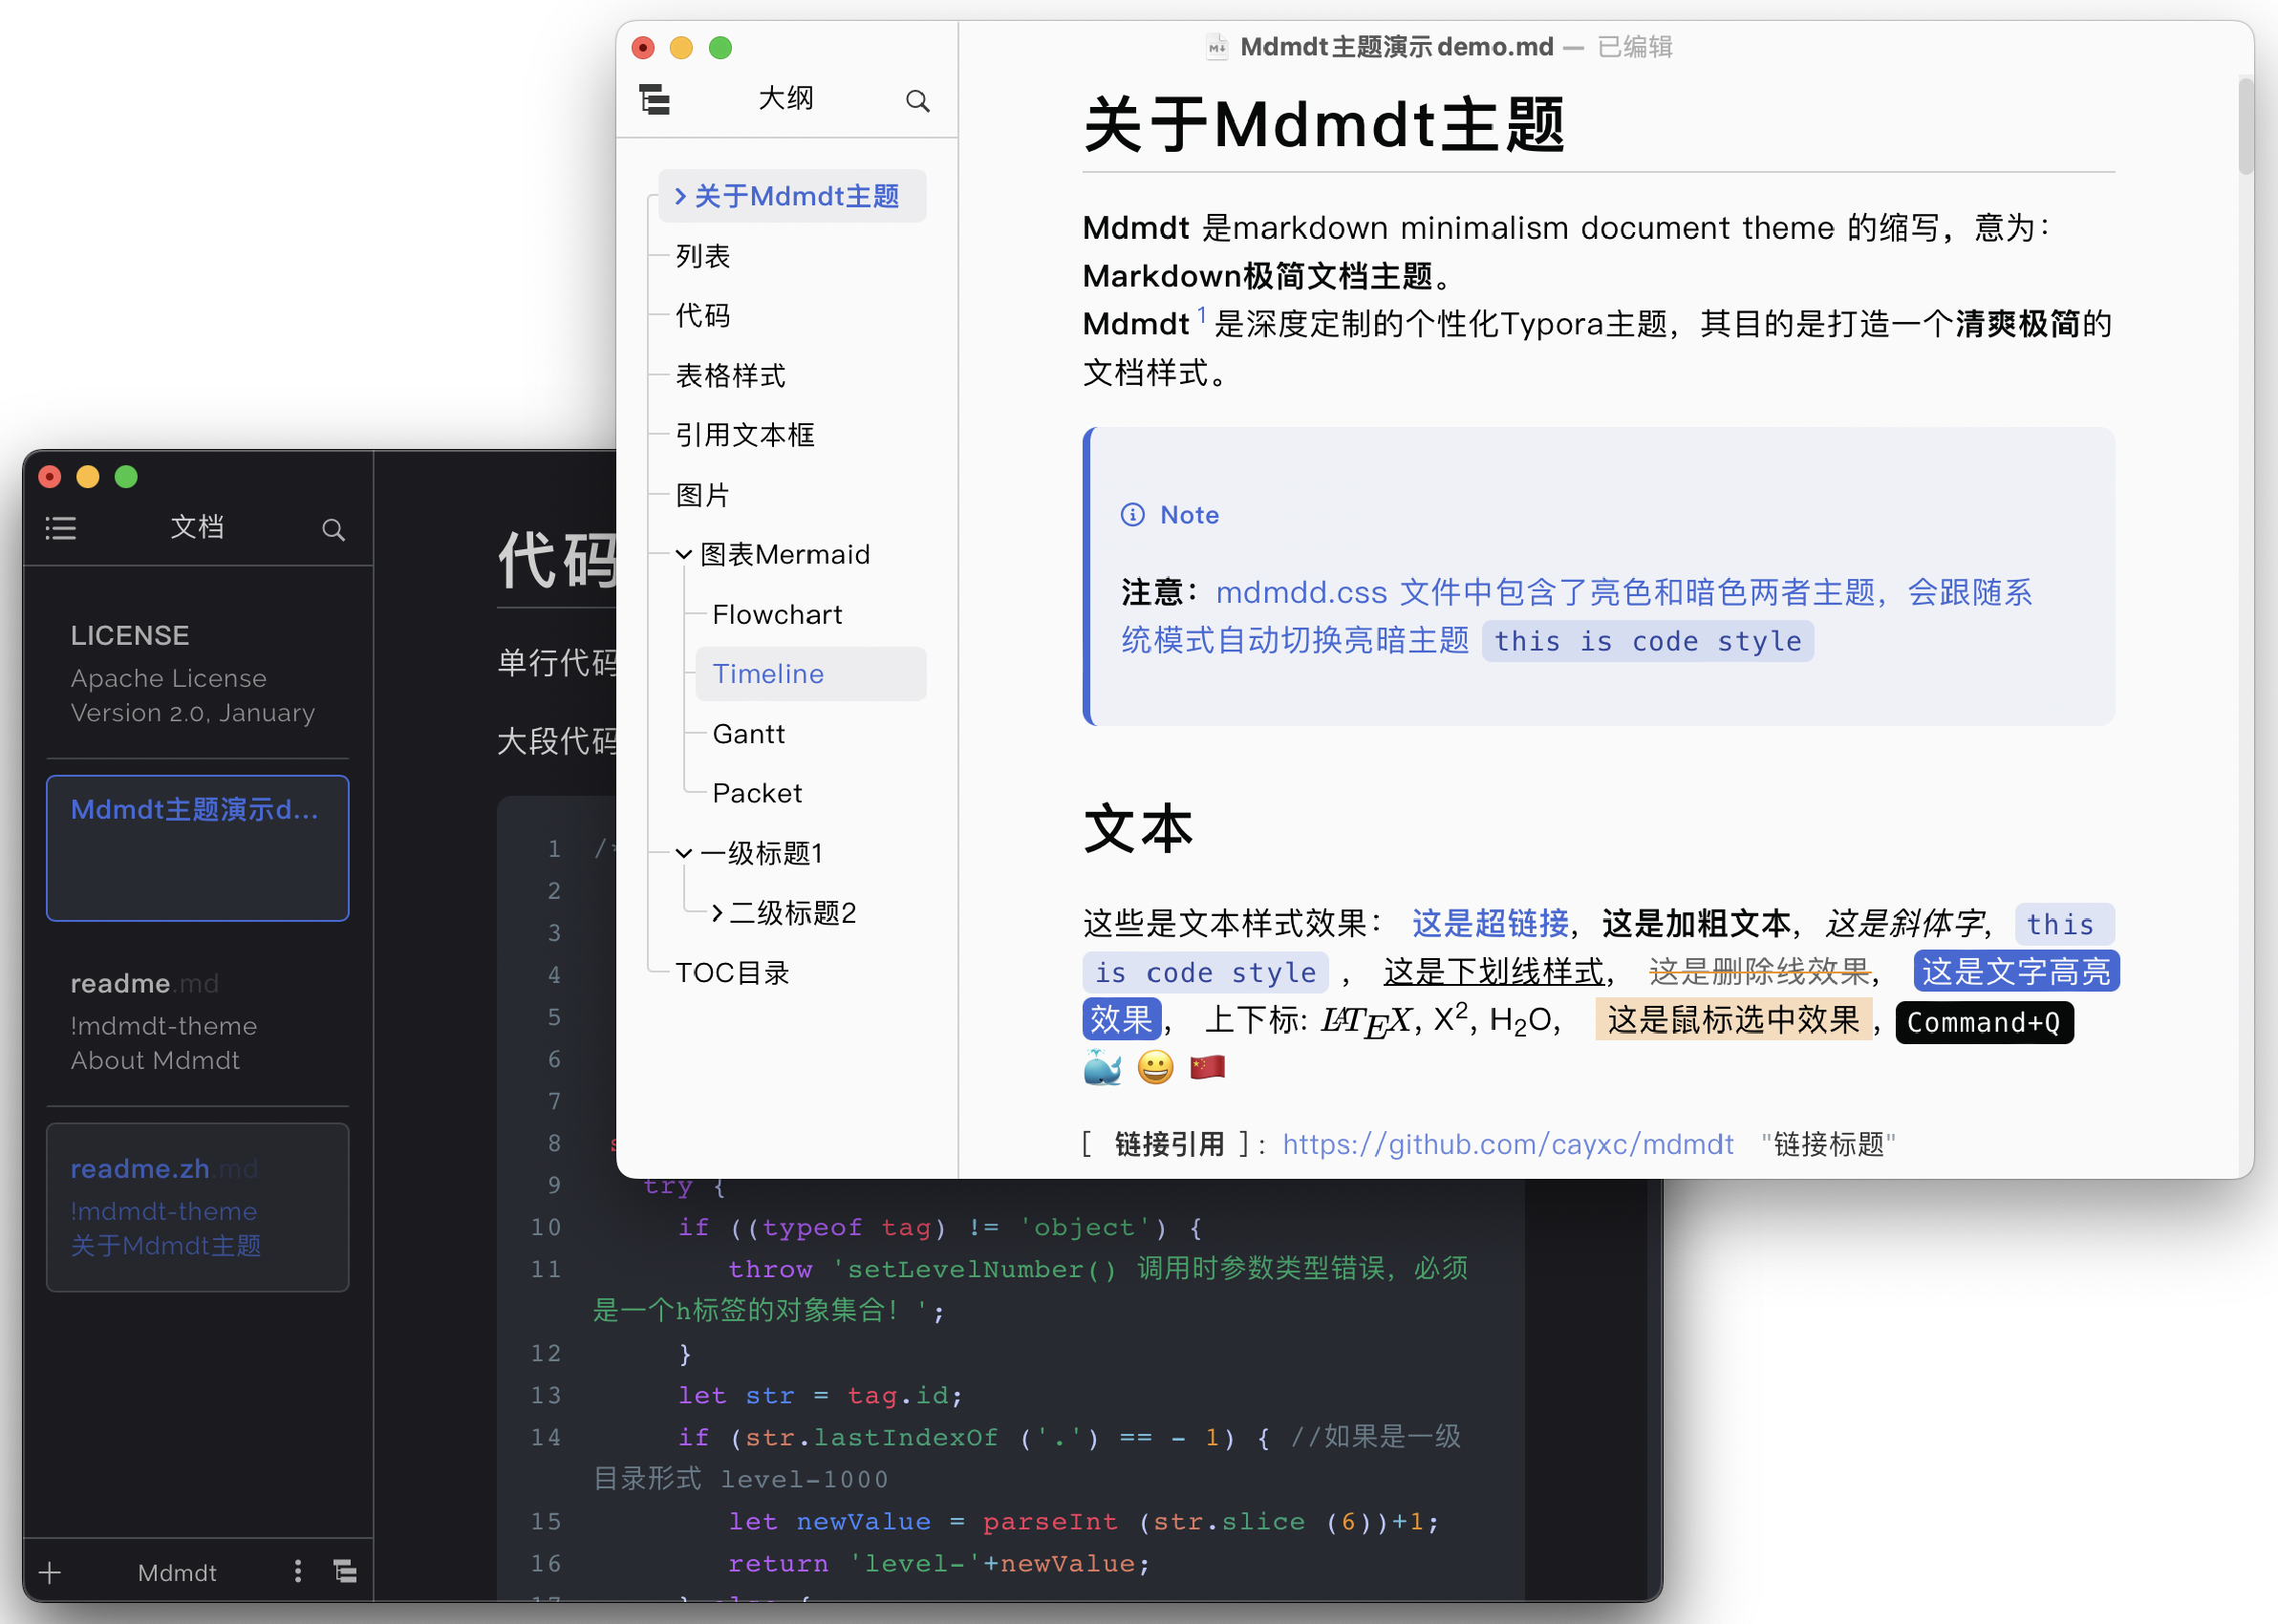 Mdmdt主题演示demo.md — 已编辑
大纲
关于Mdmdt主题
列表
代码
表格样式
引用文本框
图片
图表Mermaid
Flowchart
Timeline
Gantt
Packet
一级标题1
二级标题2
TOC目录
关于Mdmdt主题
Mdmdt 是markdown minimalism document theme 的缩写，意为：
Markdown极简文档主题。
Mdmdt 1 是深度定制的个性化Typora主题，其目的是打造一个清爽极简的
文档样式。
Note
注意：mdmdd.css 文件中包含了亮色和暗色两者主题，会跟随系
统模式自动切换亮暗主题 this is code style
文本
这些是文本样式效果： 这是超链接，这是加粗文本，这是斜体字，this
is code style ， 这是下划线样式， 这是删除线效果， 这是文字高亮
效果， 上下标: LATEX, X2, H2O, 这是鼠标选中效果 , Command+Q
🐳 😀 🇨🇳
[ 链接引用 ]: https://github.com/cayxc/mdmdt "链接标题"
文档
LICENSE
Apache License
Version 2.0, January
Mdmdt主题演示d...
readme.md
!mdmdt-theme
About Mdmdt
readme.zh.md
!mdmdt-theme
关于Mdmdt主题
Mdmdt
代码
单行代码
大段代码
1 /*
2
3
4
5
6
7
8 s
9 try {
10 if ((typeof tag) != 'object') {
11 throw 'setLevelNumber() 调用时参数类型错误，必须
是一个h标签的对象集合！';
12 }
13 let str = tag.id;
14 if (str.lastIndexOf ('.') == - 1) { //如果是一级
目录形式 level-1000
15 let newValue = parseInt (str.slice (6))+1;
16 return 'level-'+newValue;
17 } else {